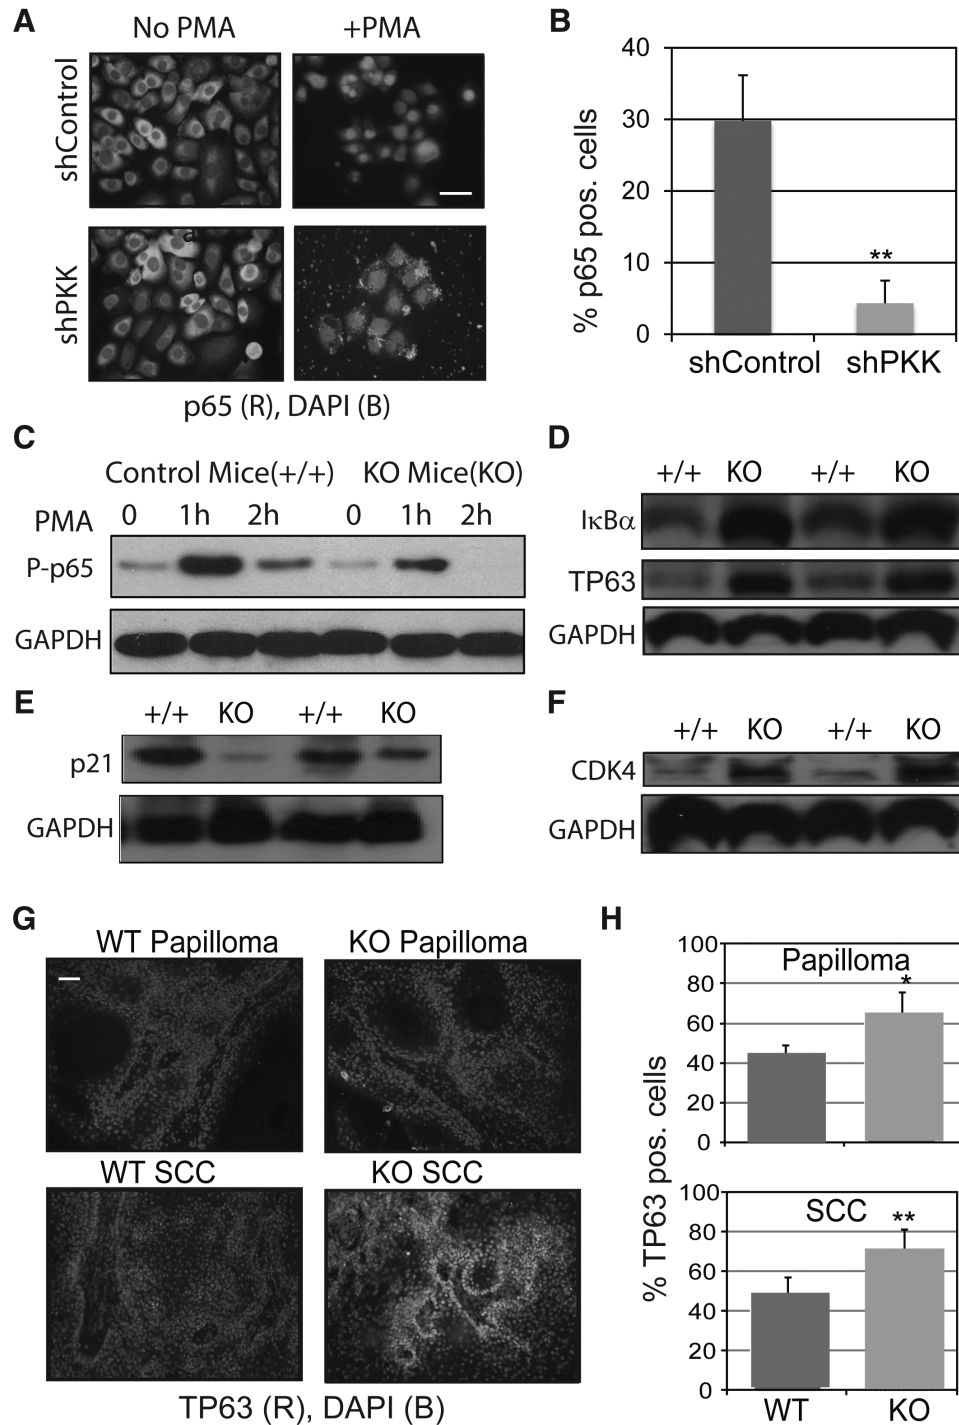 A
No PMA
+PMA
shControl
shPKK
a
p65 (R), DAPI (B)
B
% p65 pos. cells
40
30
20
10
0
**
shControl shPKK
C
Control Mice(+/+) KO Mice(KO)
PMA 0 1h 2h 0 1h 2h
P-p65
GAPDH
D
+/+ KO +/+ KO
IκBα
TP63
GAPDH
E
+/+ KO +/+ KO
p21
GAPDH
F
+/+ KO +/+ KO
CDK4
GAPDH
G
WT Papilloma KO Papilloma
WT SCC KO SCC
TP63 (R), DAPI (B)
H
% TP63 pos. cells
100
80
60
40
20
0
Papilloma
*
100
80
60
40
20
0
SCC
**
WT KO